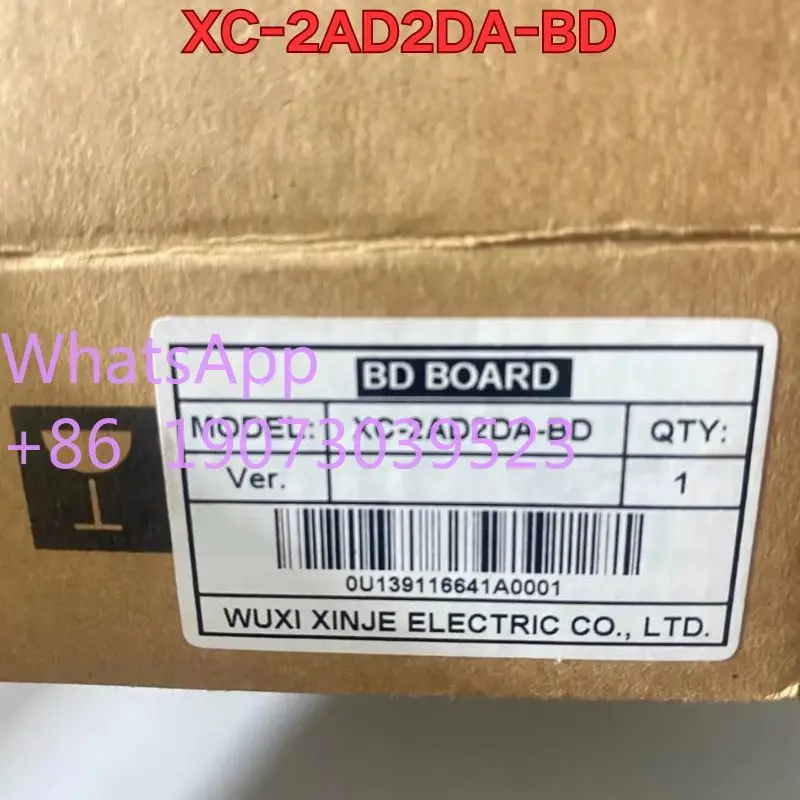 XC-2AD2DA-BD
WhatsApp
+86 19073039523
BD BOARD
MODEL: XC-2AD2DA-BD QTY:
Ver. 1
0U139116641A0001
WUXI XINJE ELECTRIC CO., LTD.